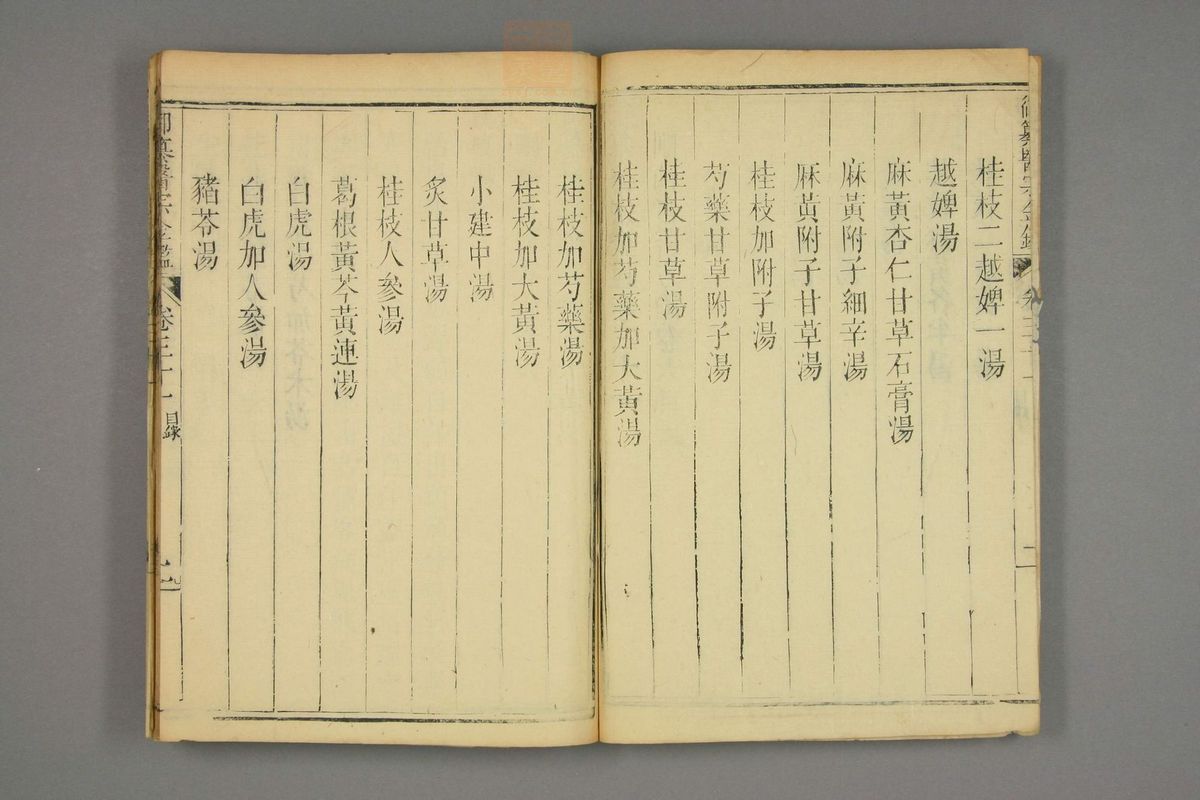 桂枝二越婢一湯
越婢湯
麻黃杏仁甘草石膏湯
麻黃附子細辛湯
麻黃附子甘草湯
桂枝加附子湯
芍藥甘草附子湯
桂枝甘草湯
桂枝加芍藥加大黃湯
桂枝加芍藥湯
桂枝加大黃湯
小建中湯
炙甘草湯
桂枝人參湯
葛根黃芩黃連湯
白虎湯
白虎加人參湯
豬苓湯
御纂醫宗金鑑
目錄